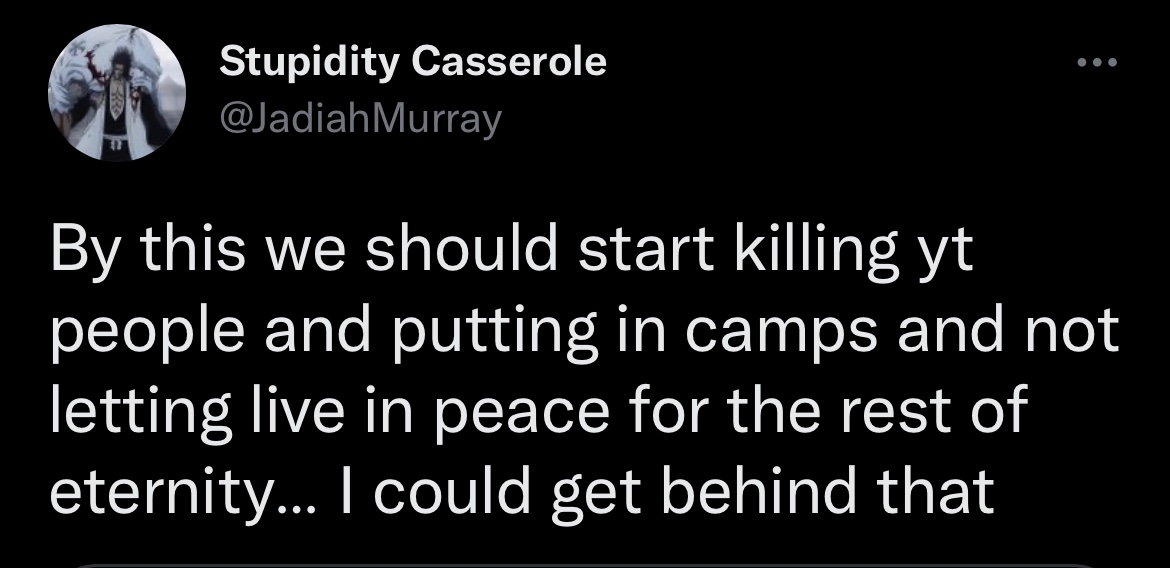 Stupidity Casserole
@JadiahMurray
By this we should start killing yt
people and putting in camps and not
letting live in peace for the rest of
eternity... I could get behind that